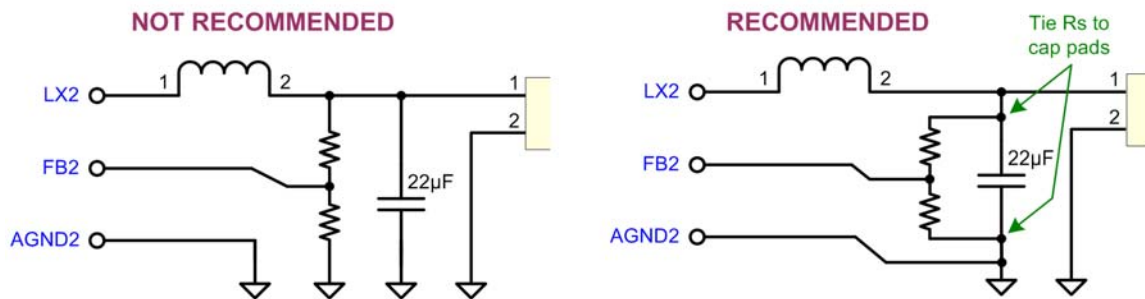 NOT RECOMMENDED
1
2
1
LX2
2
FB2
22µF
AGND2
RECOMMENDED
Tie Rs to
cap pads
1
2
1
LX2
2
FB2
22µF
AGND2